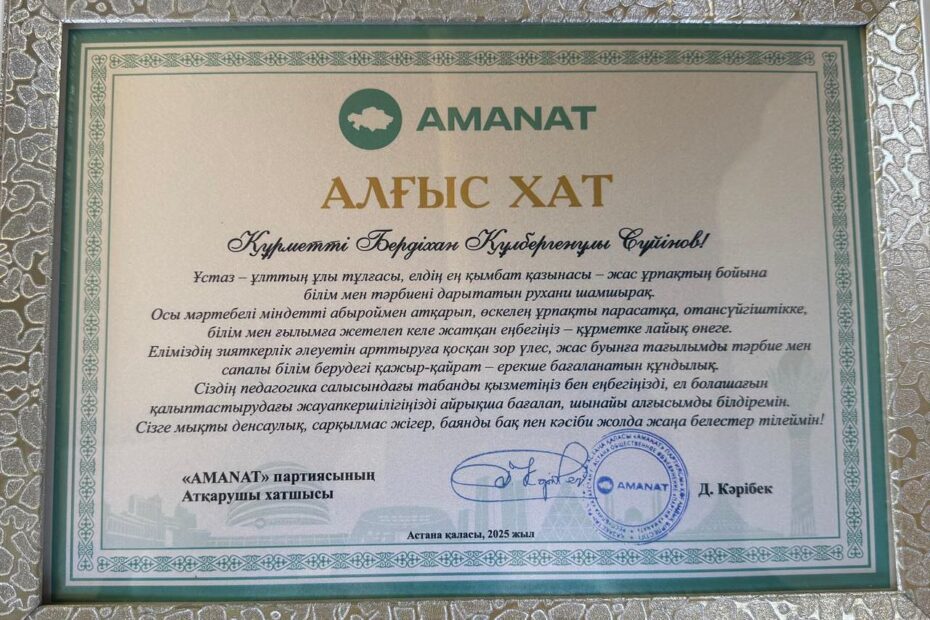 AMANAT
АЛҒЫС ХАТ
Құрметті Бердіхан Құлбергенұлы Сүйінов!
Ұстаз – ұлттың ұлы тұлғасы, елдің ең қымбат қазынасы – жас ұрпақтың бойына
білім мен тәрбиені дарытатын рухани шамшырақ.
Осы мәртебелі міндетті абыроймен атқарып, өскелең ұрпақты парасатқа, отансүйгіштікке,
білім мен ғылымға жетелеп келе жатқан еңбегіңіз – құрметке лайық өнеге.
Еліміздің зияткерлік әлеуетін арттыруға қосқан зор үлес, жас буынға тағылымды тәрбие мен
сапалы білім берудегі қажыр-қайрат – ерекше бағаланатын құндылық.
Сіздің педагогика саласындағы табанды қызметіңіз бен еңбегіңізді, ел болашағын
қалыптастырудағы жауапкершілігіңізді айрықша бағалап, шынайы алғысымды білдіремін.
Сізге мықты денсаулық, сарқылмас жігер, баянды бақ пен кәсіби жолда жаңа белестер тілеймін!
«AMANAT» партиясының
Атқарушы хатшысы
AMANAT
Д. Кәрібек
Астана қаласы, 2025 жыл